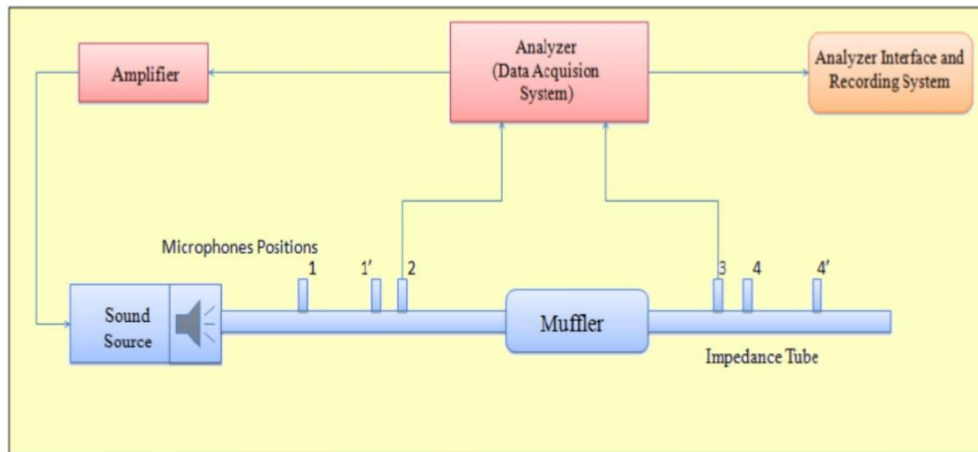 Amplifier
Analyzer
(Data Acquision
System)
Analyzer Interface and
Recording System
Microphones Positions
1
1'
2
3
4
4'
Sound
Source
Muffler
Impedance Tube